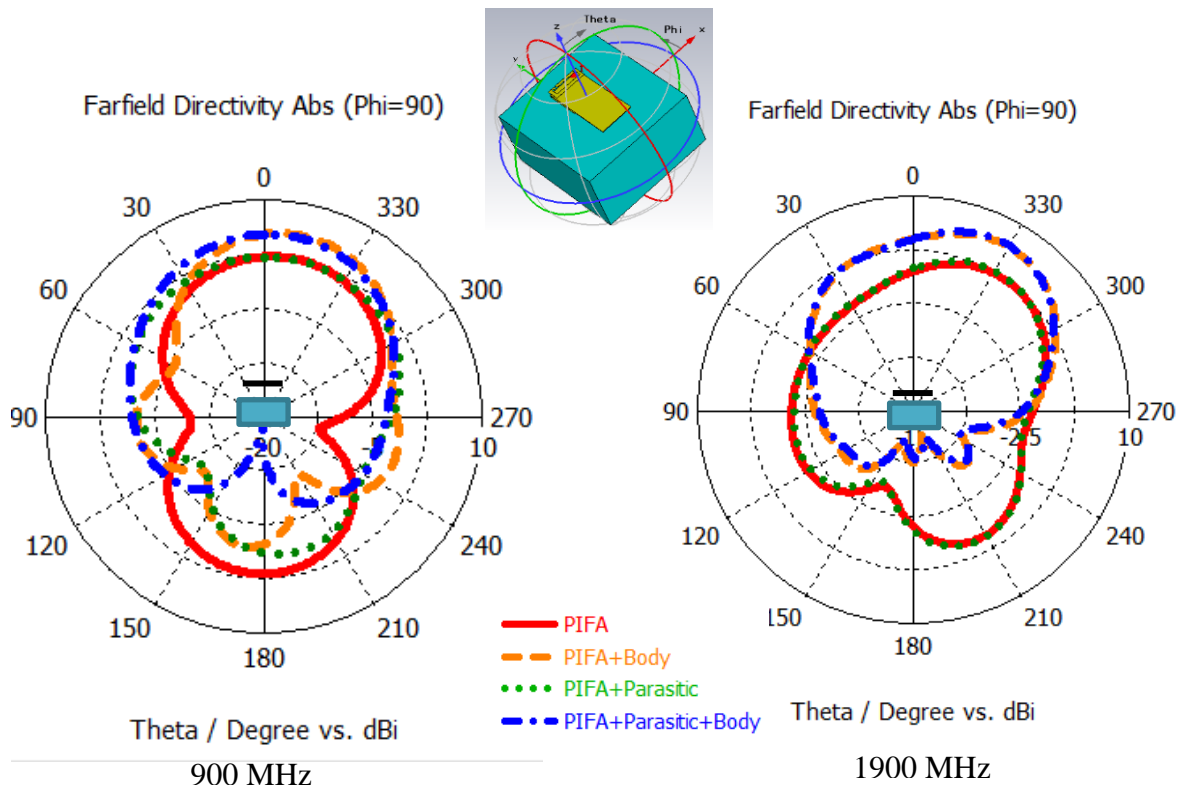 Theta
z
Phi
x
y
Farfield Directivity Abs (Phi=90)
0
30
330
60
300
90
270
-20
10
120
240
150
210
180
Theta / Degree vs. dBi
900 MHz
Farfield Directivity Abs (Phi=90)
0
30
330
60
300
90
270
10
120
240
210
180
Theta / Degree vs. dBi
1900 MHz
PIFA
PIFA+Body
PIFA+Parasitic
PIFA+Parasitic+Body